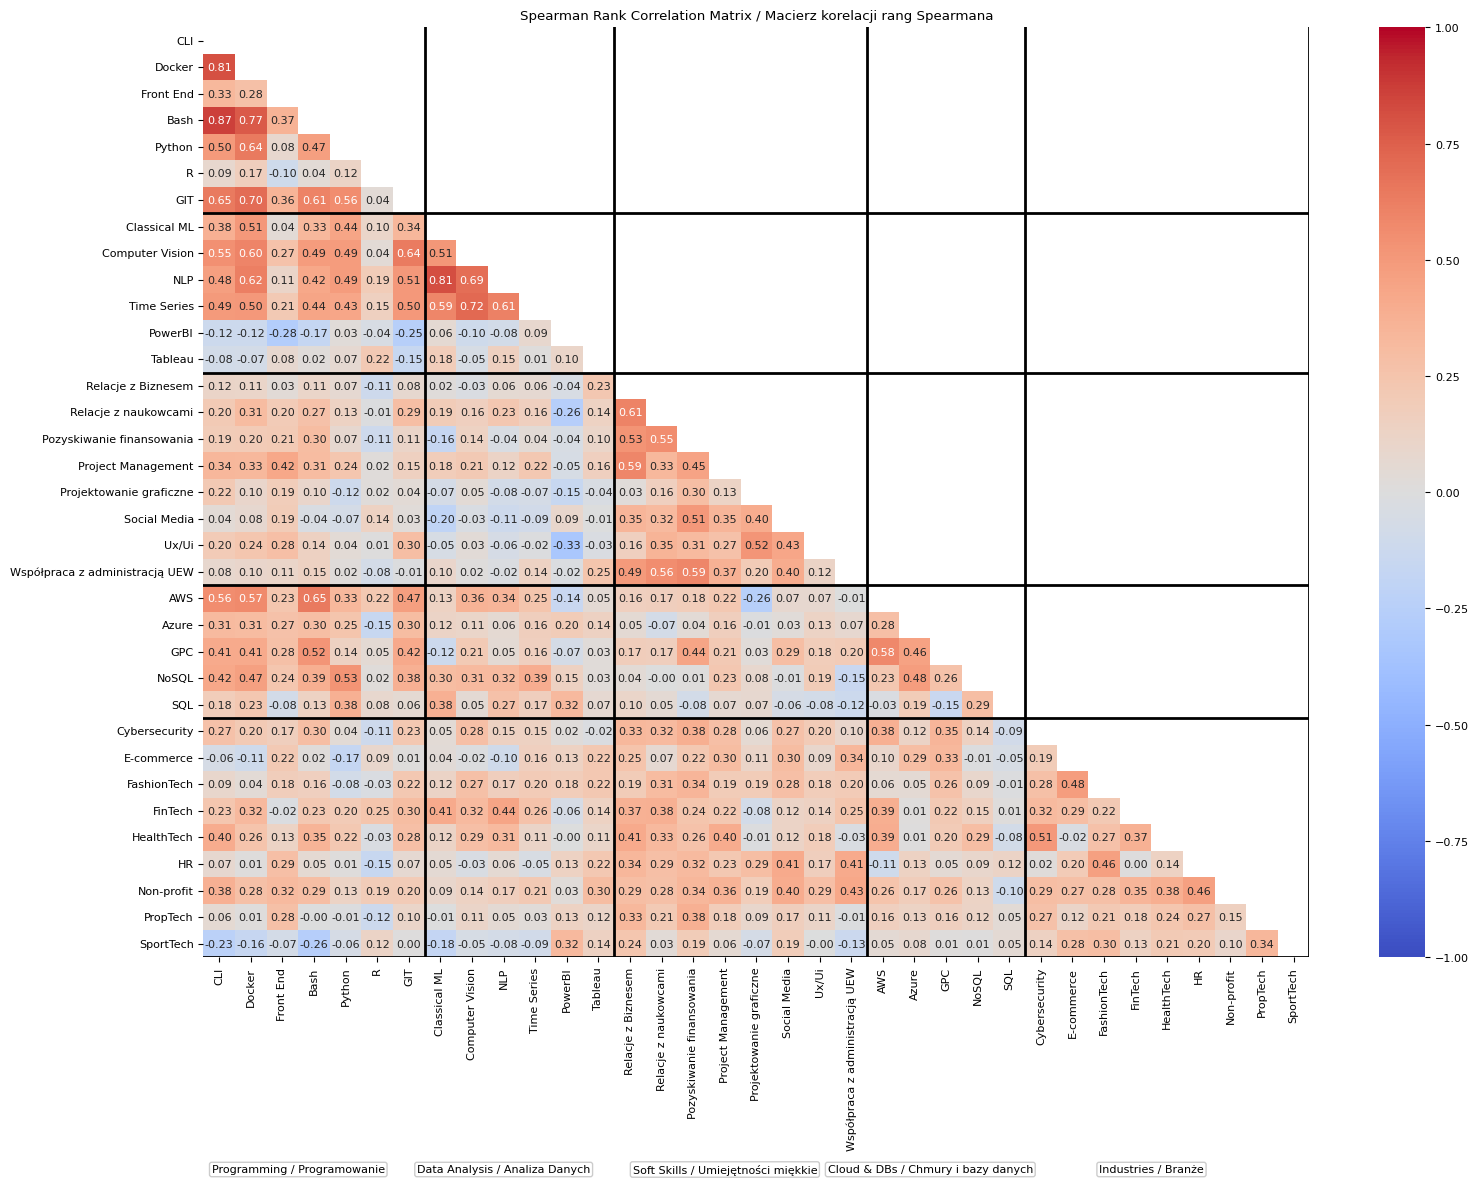 Spearman Rank Correlation Matrix / Macierz korelacji rang Spearmana
CLI
Docker 0.81
Front End 0.33 0.28
Bash 0.87 0.77 0.37
Python 0.50 0.64 0.08 0.47
R 0.09 0.17 -0.10 0.04 0.12
GIT 0.65 0.70 0.36 0.61 0.56 0.04
Classical ML 0.38 0.51 0.04 0.33 0.44 0.10 0.34
Computer Vision 0.55 0.60 0.27 0.49 0.49 0.04 0.64 0.51
NLP 0.48 0.62 0.11 0.42 0.49 0.19 0.51 0.81 0.69
Time Series 0.49 0.50 0.21 0.44 0.43 0.15 0.50 0.59 0.72 0.61
PowerBI -0.12 -0.12 -0.28 -0.17 0.03 -0.04 -0.25 0.06 -0.10 -0.08 0.09
Tableau -0.08 -0.07 0.08 0.02 0.07 0.22 -0.15 0.18 -0.05 0.15 0.01 0.10
Relacje z Biznesem 0.12 0.11 0.03 0.11 0.07 -0.11 0.08 0.02 -0.03 0.06 0.06 -0.04 0.23
Relacje z naukowcami 0.20 0.31 0.20 0.27 0.13 -0.01 0.29 0.19 0.16 0.23 0.16 -0.26 0.14 0.61
Pozyskiwanie finansowania 0.19 0.20 0.21 0.30 0.07 -0.11 0.11 -0.16 0.14 -0.04 0.04 -0.04 0.10 0.53 0.55
Project Management 0.34 0.33 0.42 0.31 0.24 0.02 0.15 0.18 0.21 0.12 0.22 -0.05 0.16 0.59 0.33 0.45
Projektowanie graficzne 0.22 0.10 0.19 0.10 -0.12 0.02 0.04 -0.07 0.05 -0.08 -0.07 -0.15 -0.04 0.03 0.16 0.30 0.13
Social Media 0.04 0.08 0.19 -0.04 -0.07 0.14 0.03 -0.20 -0.03 -0.11 -0.09 0.09 -0.01 0.35 0.32 0.51 0.35 0.40
Ux/Ui 0.20 0.24 0.28 0.14 0.04 0.01 0.30 -0.05 0.03 -0.06 -0.02 -0.33 -0.03 0.16 0.35 0.31 0.27 0.52 0.43
Współpraca z administracją UEW 0.08 0.10 0.11 0.15 0.02 -0.08 -0.01 0.10 0.02 -0.02 0.14 -0.02 0.25 0.49 0.56 0.59 0.37 0.20 0.40 0.12
AWS 0.56 0.57 0.23 0.65 0.33 0.22 0.47 0.13 0.36 0.34 0.25 -0.14 0.05 0.16 0.17 0.18 0.22 -0.26 0.07 0.07 -0.01
Azure 0.31 0.31 0.27 0.30 0.25 -0.15 0.30 0.12 0.11 0.06 0.16 0.20 0.14 0.05 -0.07 0.04 0.16 -0.01 0.03 0.13 0.07 0.28
GPC 0.41 0.41 0.28 0.52 0.14 0.05 0.42 -0.12 0.21 0.05 0.16 -0.07 0.03 0.17 0.17 0.44 0.21 0.03 0.29 0.18 0.20 0.58 0.46
NoSQL 0.42 0.47 0.24 0.39 0.53 0.02 0.38 0.30 0.31 0.32 0.39 0.15 0.03 0.04 -0.00 0.01 0.23 0.08 -0.01 0.19 -0.15 0.23 0.48 0.26
SQL 0.18 0.23 -0.08 0.13 0.38 0.08 0.06 0.38 0.05 0.27 0.17 0.32 0.07 0.10 0.05 -0.08 0.07 0.07 -0.06 -0.08 -0.12 -0.03 0.19 -0.15 0.29
Cybersecurity 0.27 0.20 0.17 0.30 0.04 -0.11 0.23 0.05 0.28 0.15 0.15 0.02 -0.02 0.33 0.32 0.38 0.28 0.06 0.27 0.20 0.10 0.38 0.12 0.35 0.14 -0.09
E-commerce -0.06 -0.11 0.22 0.02 -0.17 0.09 0.01 0.04 -0.02 -0.10 0.16 0.13 0.22 0.25 0.07 0.22 0.30 0.11 0.30 0.09 0.34 0.10 0.29 0.33 -0.01 -0.05 0.19
FashionTech 0.09 0.04 0.18 0.16 -0.08 -0.03 0.22 0.12 0.27 0.17 0.20 0.18 0.22 0.19 0.31 0.34 0.19 0.19 0.28 0.18 0.20 0.06 0.05 0.26 0.09 -0.01 0.28 0.48
FinTech 0.23 0.32 -0.02 0.23 0.20 0.25 0.30 0.41 0.32 0.44 0.26 -0.06 0.14 0.37 0.38 0.24 0.22 -0.08 0.12 0.14 0.25 0.39 0.01 0.22 0.15 0.01 0.32 0.29 0.22
HealthTech 0.40 0.26 0.13 0.35 0.22 -0.03 0.28 0.12 0.29 0.31 0.11 -0.00 0.11 0.41 0.33 0.26 0.40 -0.01 0.12 0.18 -0.03 0.39 0.01 0.20 0.29 -0.08 0.51 -0.02 0.27 0.37
HR 0.07 0.01 0.29 0.05 0.01 -0.15 0.07 0.05 -0.03 0.06 -0.05 0.13 0.22 0.34 0.29 0.32 0.23 0.29 0.41 0.17 0.41 -0.11 0.13 0.05 0.09 0.12 0.02 0.20 0.46 0.00 0.14
Non-profit 0.38 0.28 0.32 0.29 0.13 0.19 0.20 0.09 0.14 0.17 0.21 0.03 0.30 0.29 0.28 0.34 0.36 0.19 0.40 0.29 0.43 0.26 0.17 0.26 0.13 -0.10 0.29 0.27 0.28 0.35 0.38 0.46
PropTech 0.06 0.01 0.28 -0.00 -0.01 -0.12 0.10 -0.01 0.11 0.05 0.03 0.13 0.12 0.33 0.21 0.38 0.18 0.09 0.17 0.11 -0.01 0.16 0.13 0.16 0.12 0.05 0.27 0.12 0.21 0.18 0.24 0.27 0.15
SportTech -0.23 -0.16 -0.07 -0.26 -0.06 0.12 0.00 -0.18 -0.05 -0.08 -0.09 0.32 0.14 0.24 0.03 0.19 0.06 -0.07 0.19 -0.00 -0.13 0.05 0.08 0.01 0.01 0.05 0.14 0.28 0.30 0.13 0.21 0.20 0.10 0.34
CLI
Docker
Front End
Bash
Python
R
GIT
Classical ML
Computer Vision
NLP
Time Series
PowerBI
Tableau
Relacje z Biznesem
Relacje z naukowcami
Pozyskiwanie finansowania
Project Management
Projektowanie graficzne
Social Media
Ux/Ui
Współpraca z administracją UEW
AWS
Azure
GPC
NoSQL
SQL
Cybersecurity
E-commerce
FashionTech
FinTech
HealthTech
HR
Non-profit
PropTech
SportTech
Programming / Programowanie
Data Analysis / Analiza Danych
Soft Skills / Umiejętności miękkie
Cloud & DBs / Chmury i bazy danych
Industries / Branże
1.00
0.75
0.50
0.25
0.00
−0.25
−0.50
−0.75
−1.00